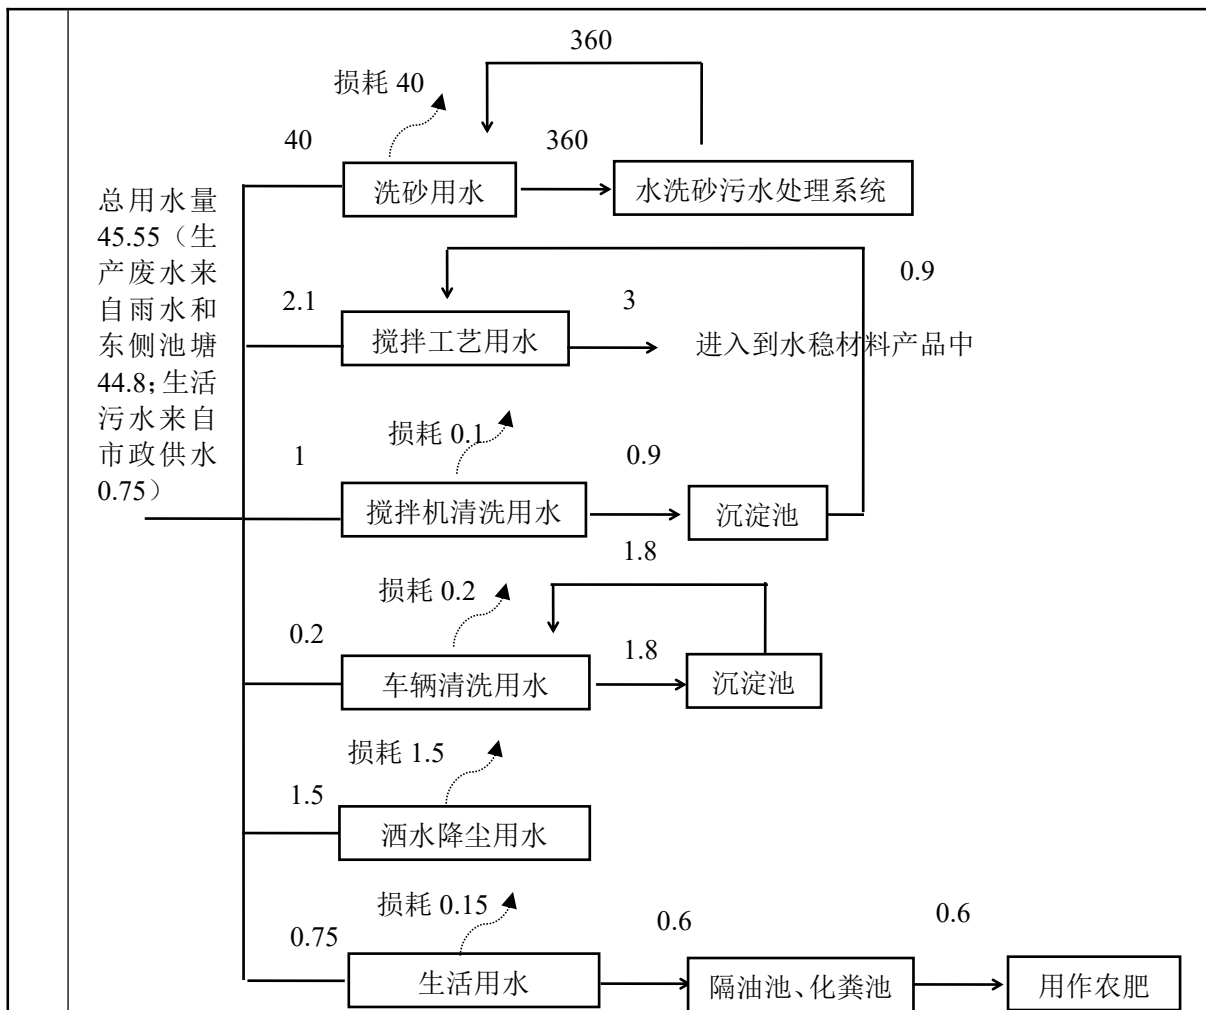 360
损耗 40
40
360
洗砂用水
水洗砂污水处理系统
总用水量
45.55（生
产废水来
自雨水和
东侧池塘
44.8；生活
污水来自
市政供水
0.75）
0.9
2.1
3
搅拌工艺用水
进入到水稳材料产品中
损耗 0.1
1
0.9
搅拌机清洗用水
沉淀池
1.8
损耗 0.2
0.2
1.8
车辆清洗用水
沉淀池
损耗 1.5
1.5
洒水降尘用水
损耗 0.15
0.75
0.6
0.6
生活用水
隔油池、化粪池
用作农肥